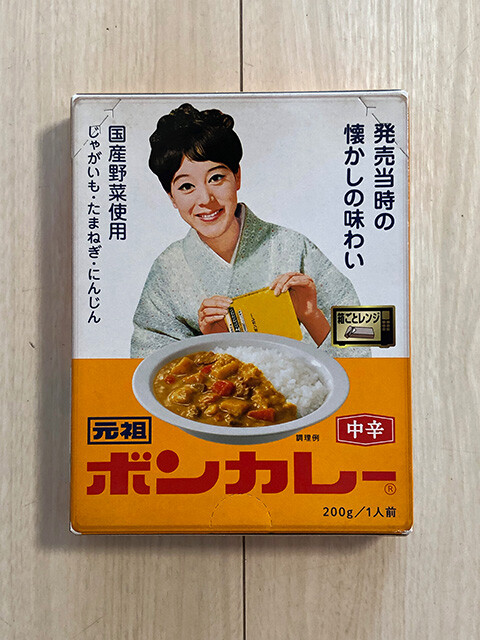 発売当時の
懐かしの味わい
国産野菜使用
じゃがいも・たまねぎ・にんじん
箱ごとレンジ
調理例
元祖
中辛
ボンカレー®
200g/1人前